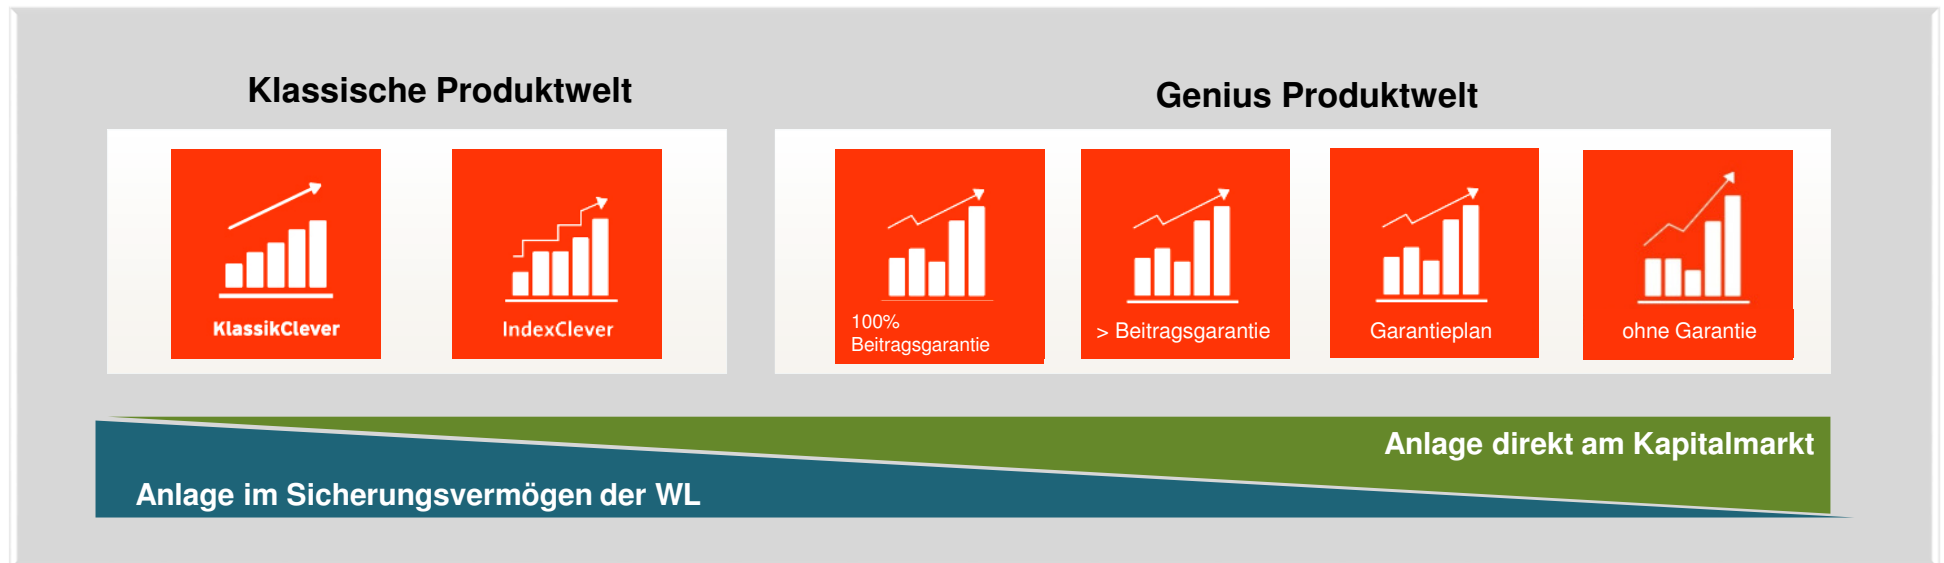 Klassische Produktwelt
Genius Produktwelt
KlassikClever
IndexClever
100%
Beitragsgarantie
> Beitragsgarantie
Garantieplan
ohne Garantie
Anlage direkt am Kapitalmarkt
Anlage im Sicherungsvermögen der WL